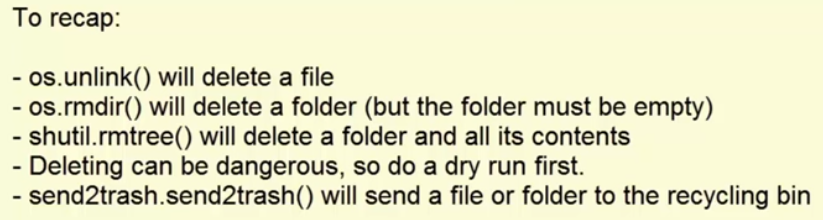 To recap:
- os.unlink() will delete a file
- os.rmdir() will delete a folder (but the folder must be empty)
- shutil.rmtree() will delete a folder and all its contents
- Deleting can be dangerous, so do a dry run first.
- send2trash.send2trash() will send a file or folder to the recycling bin